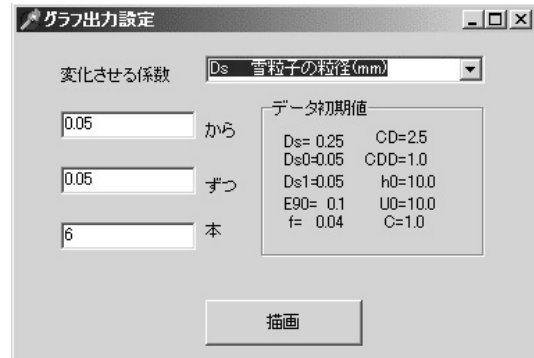 グラフ出力設定
変化させる係数
Ds 雪粒子の粒径(mm)
0.05 から
0.05 ずつ
6 本
データ初期値
Ds= 0.25 CD=2.5
Ds0=0.05 CDD=1.0
Ds1=0.05 h0=10.0
E90= 0.1 U0=10.0
f= 0.04 C=1.0
描画